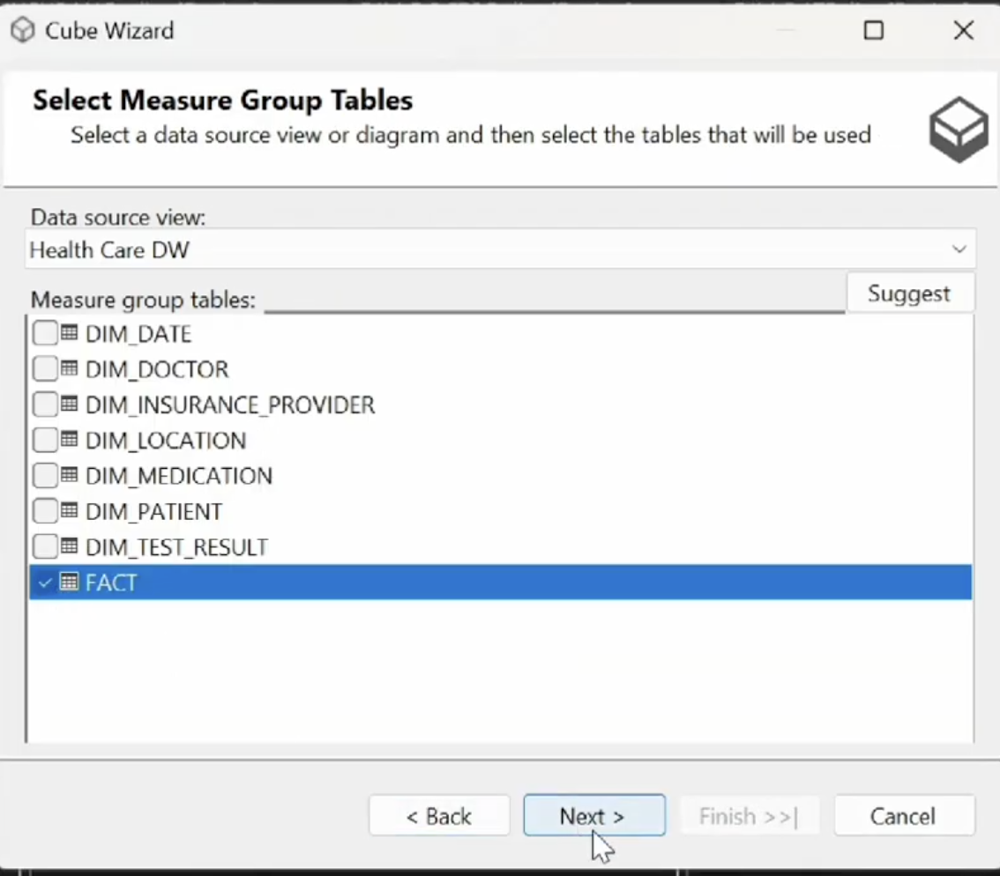 Cube Wizard
Select Measure Group Tables
Select a data source view or diagram and then select the tables that will be used
Data source view:
Health Care DW
Measure group tables:
Suggest
DIM_DATE
DIM_DOCTOR
DIM_INSURANCE_PROVIDER
DIM_LOCATION
DIM_MEDICATION
DIM_PATIENT
DIM_TEST_RESULT
FACT
< Back
Next >
Finish >>|
Cancel